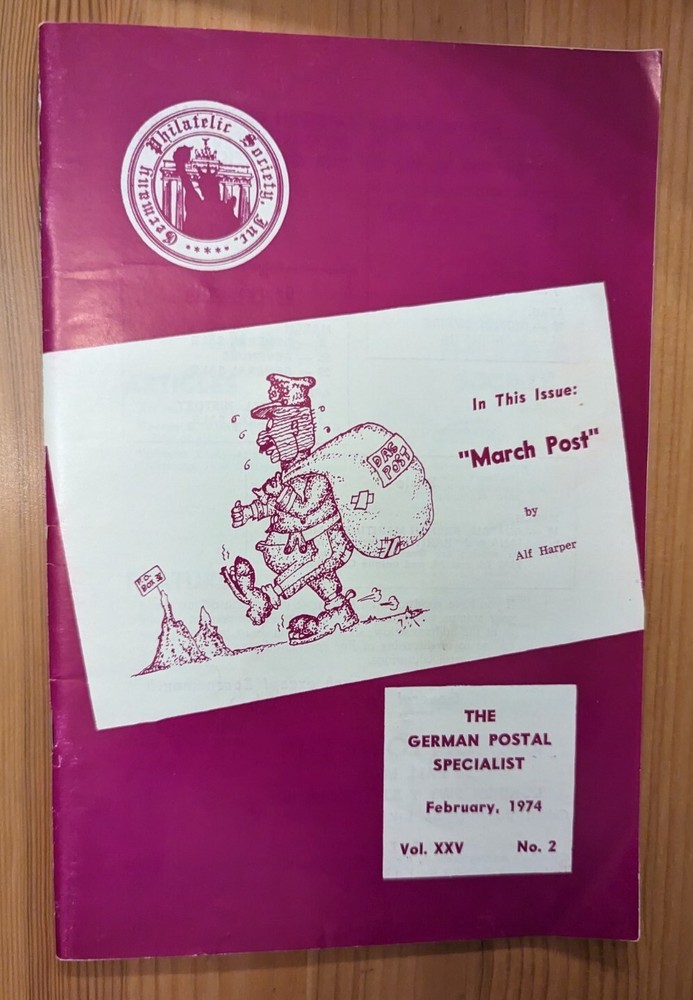 Germany Philatelic Society, Inc.
In This Issue:
"March Post"
by
Alf Harper
POST
P.O.
BOX
THE
GERMAN POSTAL
SPECIALIST
February, 1974
Vol. XXV No. 2